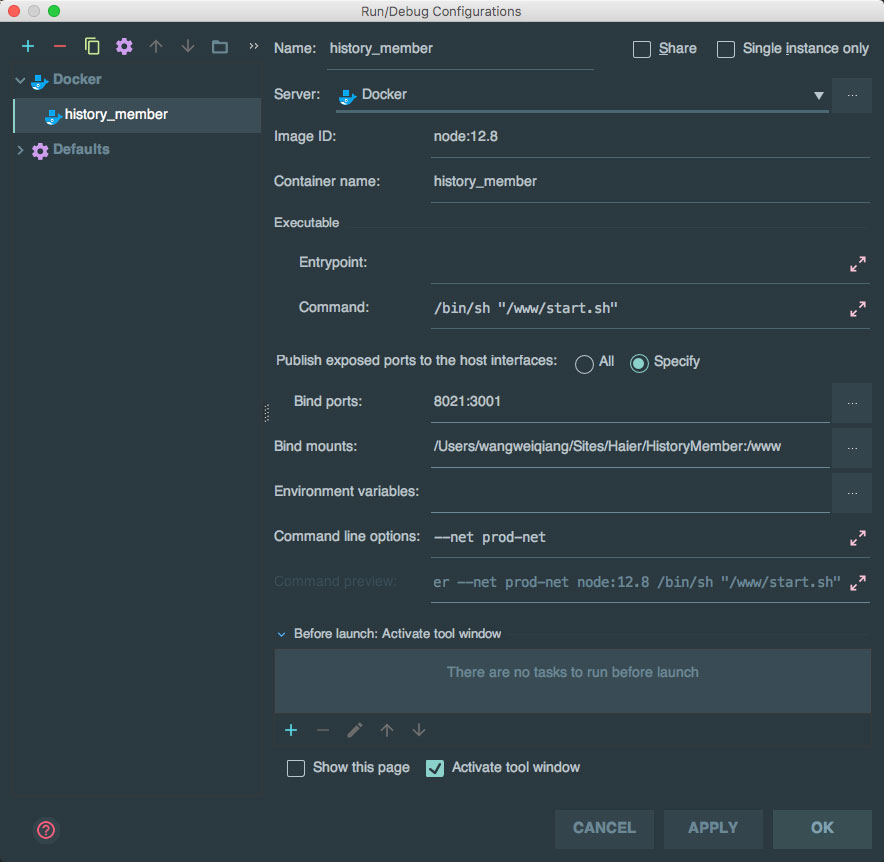 Run/Debug Configurations
Name: history_member
Share
Single instance only
Docker
history_member
Defaults
Server: Docker
Image ID: node:12.8
Container name: history_member
Executable
Entrypoint:
Command: /bin/sh "/www/start.sh"
Publish exposed ports to the host interfaces: All Specify
Bind ports: 8021:3001
Bind mounts: /Users/wangweiqiang/Sites/Haier/HistoryMember:/www
Environment variables:
Command line options: --net prod-net
Command preview: er --net prod-net node:12.8 /bin/sh "/www/start.sh"
Before launch: Activate tool window
There are no tasks to run before launch
Show this page Activate tool window
CANCEL APPLY OK